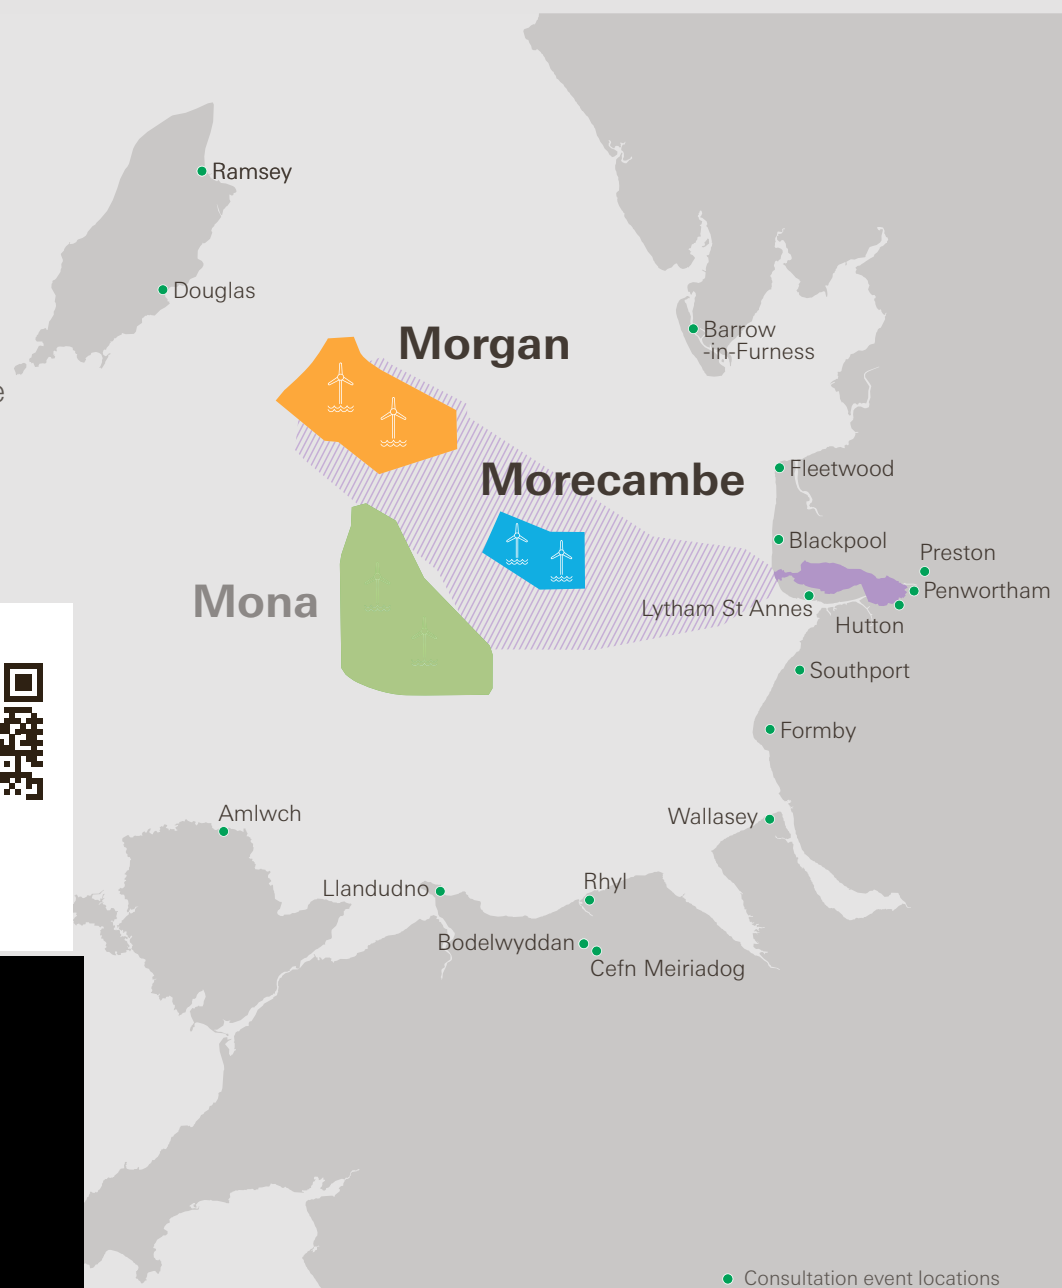 Ramsey
Douglas
Morgan
Barrow
-in-Furness
e
Morecambe
Fleetwood
Blackpool
Preston
Penwortham
Mona
Lytham St Annes
Hutton
Southport
Formby
Amlwch
Wallasey
Llandudno
Rhyl
Bodelwyddan
Cefn Meiriadog
Consultation event locations